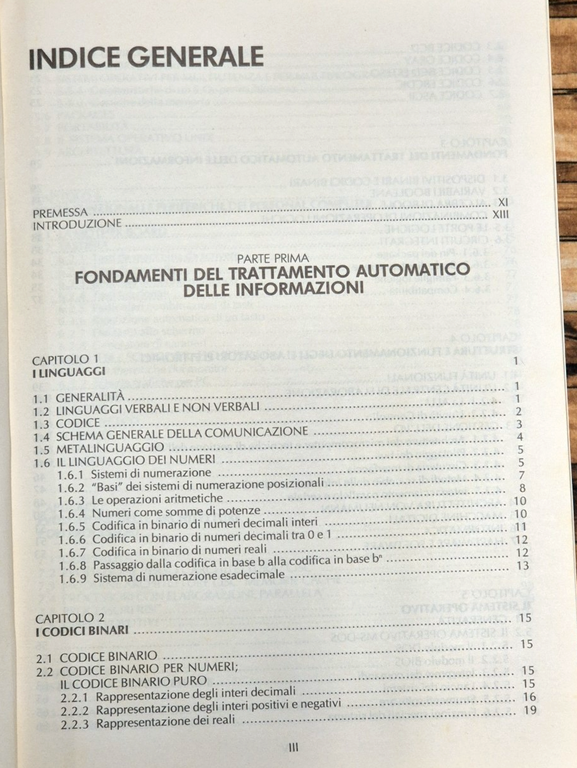 INDICE GENERALE
PREMESSA XI
INTRODUZIONE XIII
PARTE PRIMA
FONDAMENTI DEL TRATTAMENTO AUTOMATICO
DELLE INFORMAZIONI
CAPITOLO 1
I LINGUAGGI 1
1.1 GENERALITÀ 1
1.2 LINGUAGGI VERBALI E NON VERBALI 1
1.3 CODICE 2
1.4 SCHEMA GENERALE DELLA COMUNICAZIONE 3
1.5 METALINGUAGGIO 4
1.6 IL LINGUAGGIO DEI NUMERI 5
1.6.1 Sistemi di numerazione 5
1.6.2 "Basi" dei sistemi di numerazione posizionali 7
1.6.3 Le operazioni aritmetiche 8
1.6.4 Numeri come somme di potenze 10
1.6.5 Codifica in binario di numeri decimali interi 10
1.6.6 Codifica in binario di numeri decimali tra 0 e 1 11
1.6.7 Codifica in binario di numeri reali 12
1.6.8 Passaggio dalla codifica in base b alla codifica in base bⁿ 12
1.6.9 Sistema di numerazione esadecimale 13
CAPITOLO 2
I CODICI BINARI 15
2.1 CODICE BINARIO 15
2.2 CODICE BINARIO PER NUMERI;
IL CODICE BINARIO PURO 15
2.2.1 Rappresentazione degli interi decimali 15
2.2.2 Rappresentazione degli interi positivi e negativi 16
2.2.3 Rappresentazione dei reali 19
III